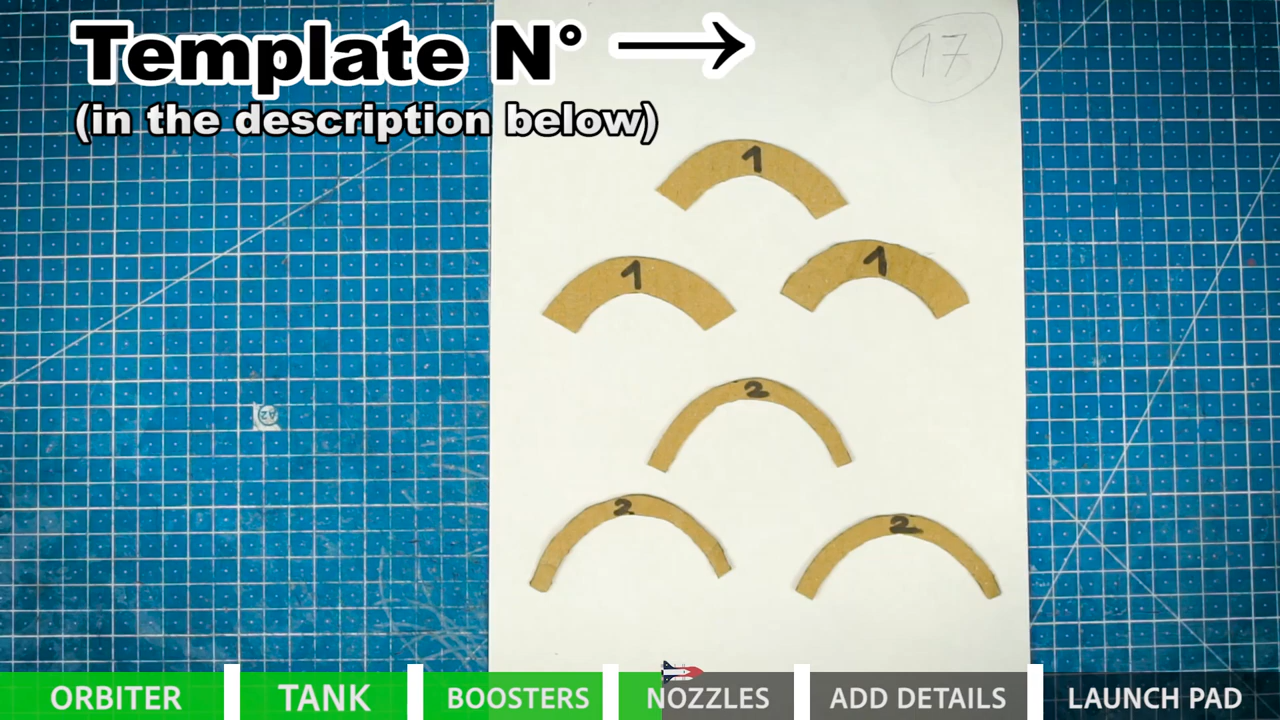 Template N° →
17
(in the description below)
1
1
1
2
2
2
A2
ORBITER
TANK
BOOSTERS
NOZZLES
ADD DETAILS
LAUNCH PAD